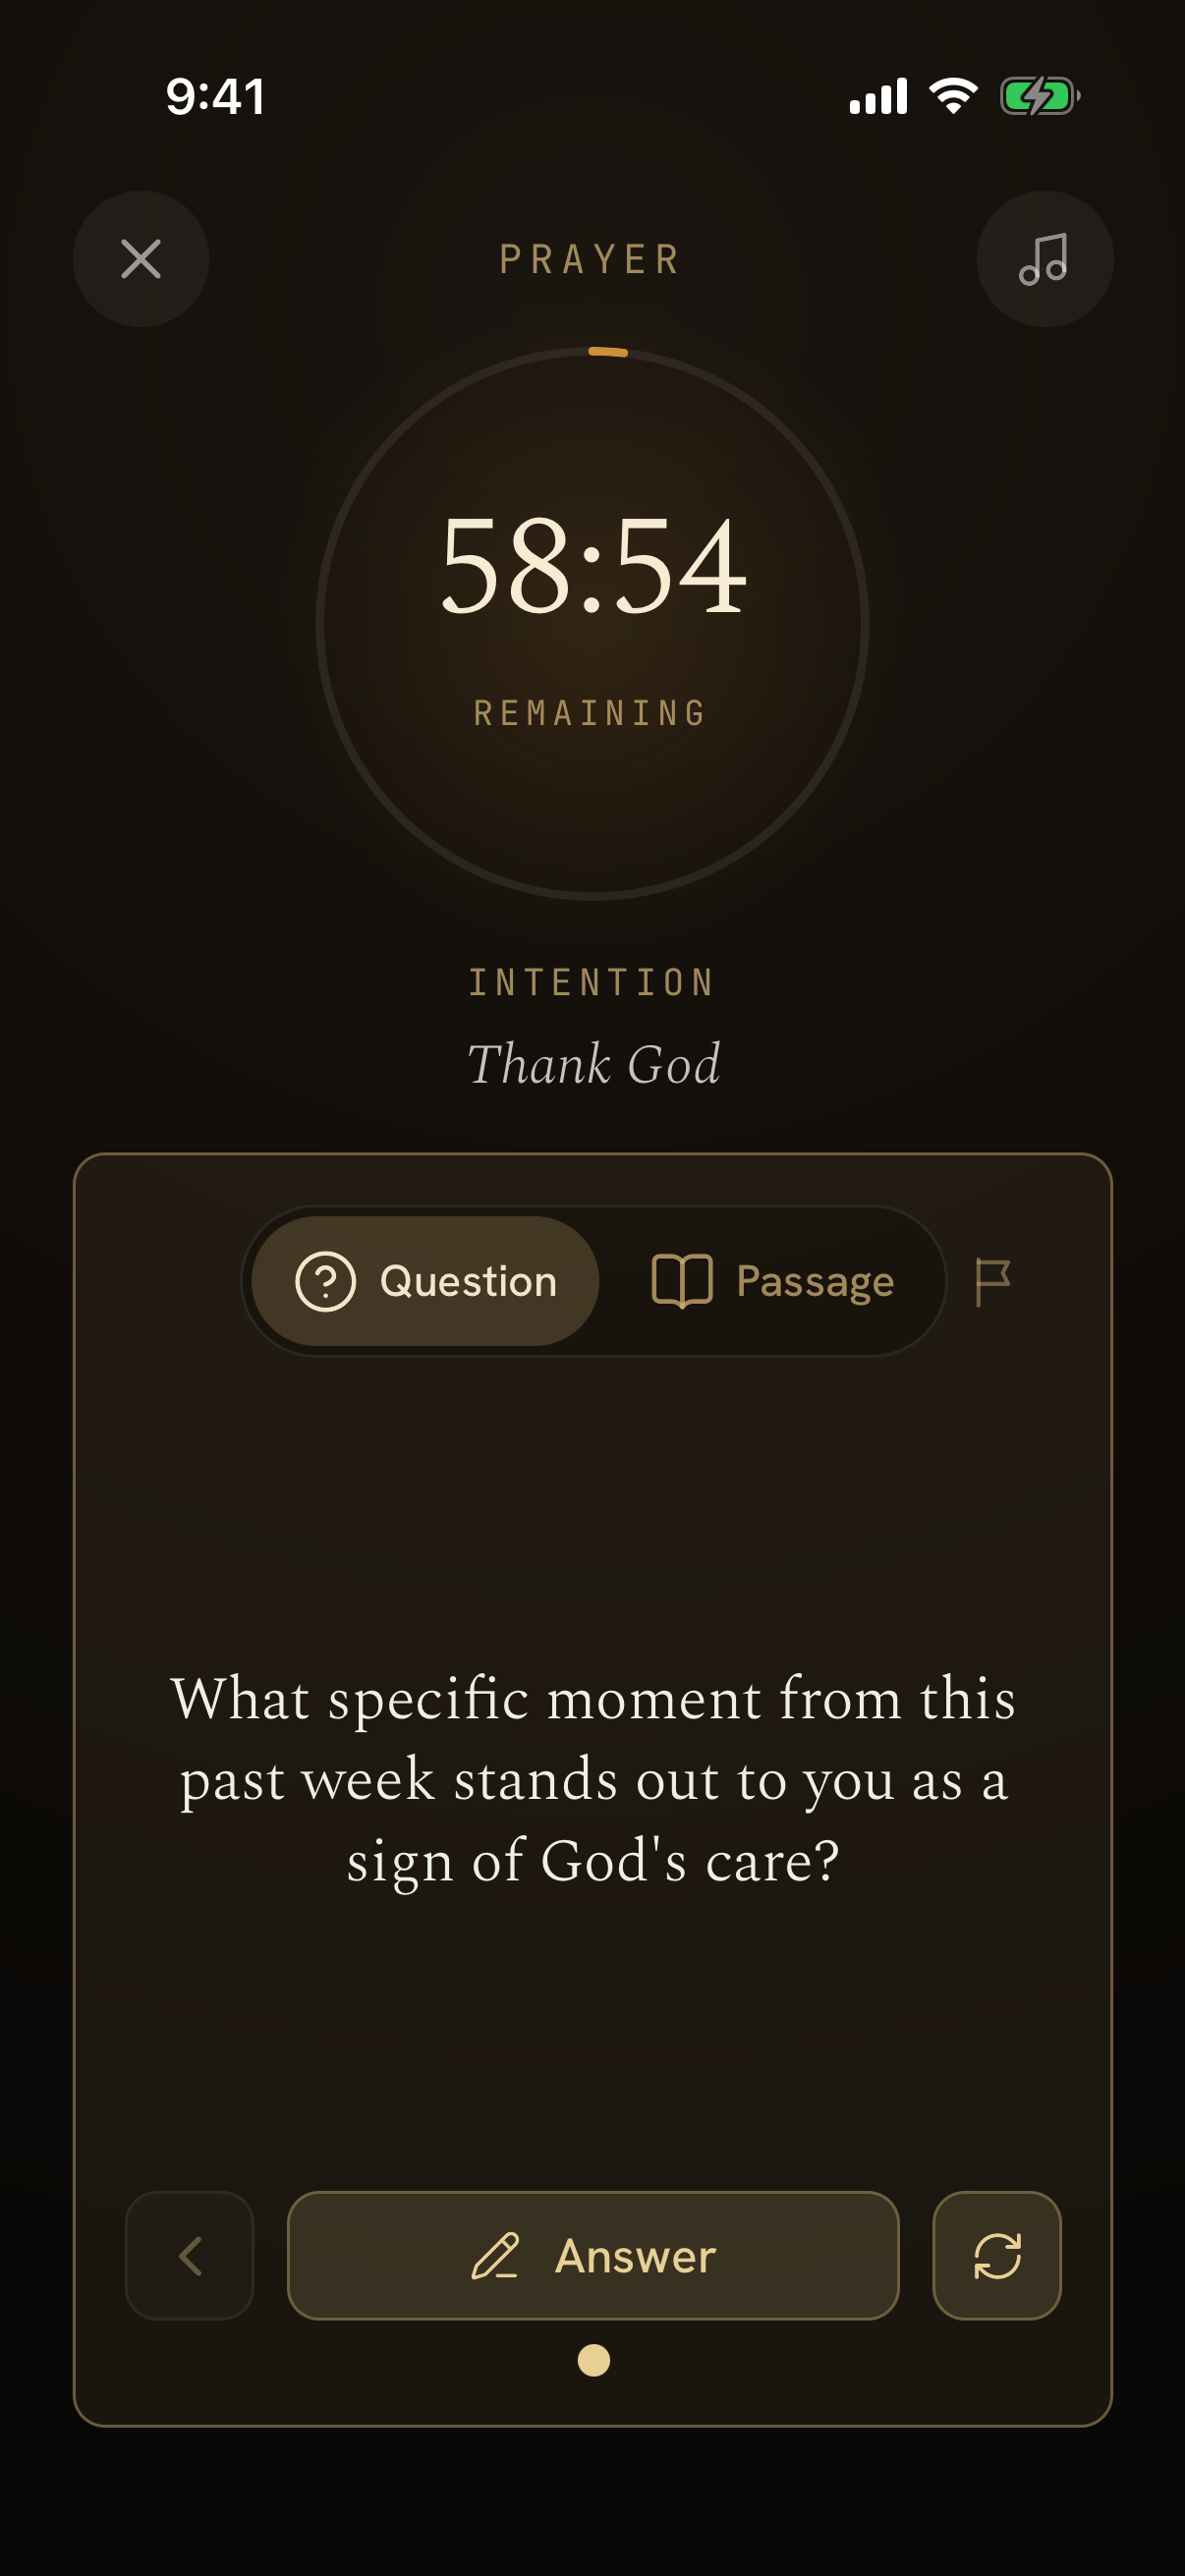 9:41
PRAYER
58:54
REMAINING
INTENTION
Thank God
Question
Passage
What specific moment from this
past week stands out to you as a
sign of God's care?
Answer